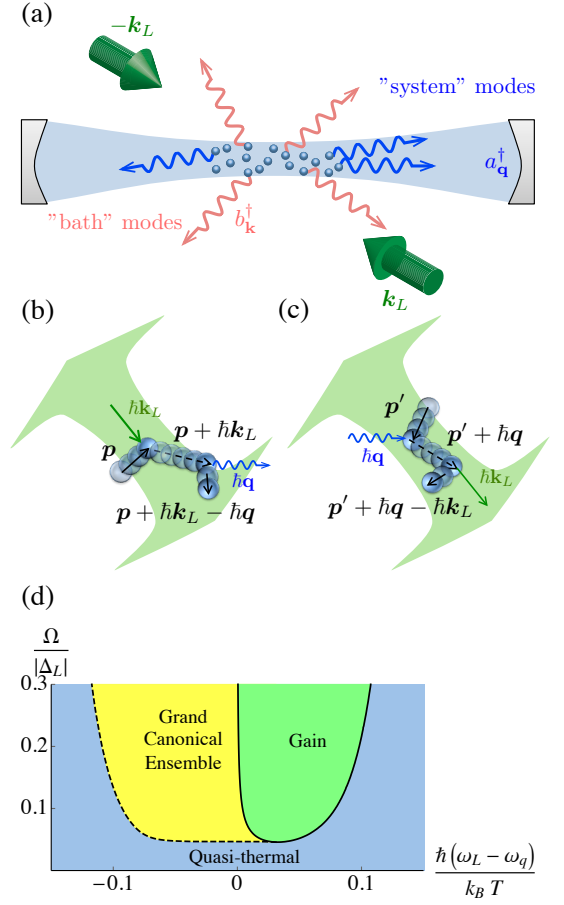 (a)
−k_L
"system" modes
a†_q
"bath" modes
b†_k
k_L
(b)
(c)
ħk_L
p
p + ħk_L
ħq
p + ħk_L − ħq
p′
p′ + ħq
ħq
ħk_L
p′ + ħq − ħk_L
(d)
Ω
|Δ_L|
0.3
0.2
0.1
Grand
Canonical
Ensemble
Gain
Quasi-thermal
−0.1
0
0.1
ħ (ω_L − ω_q)
k_B T